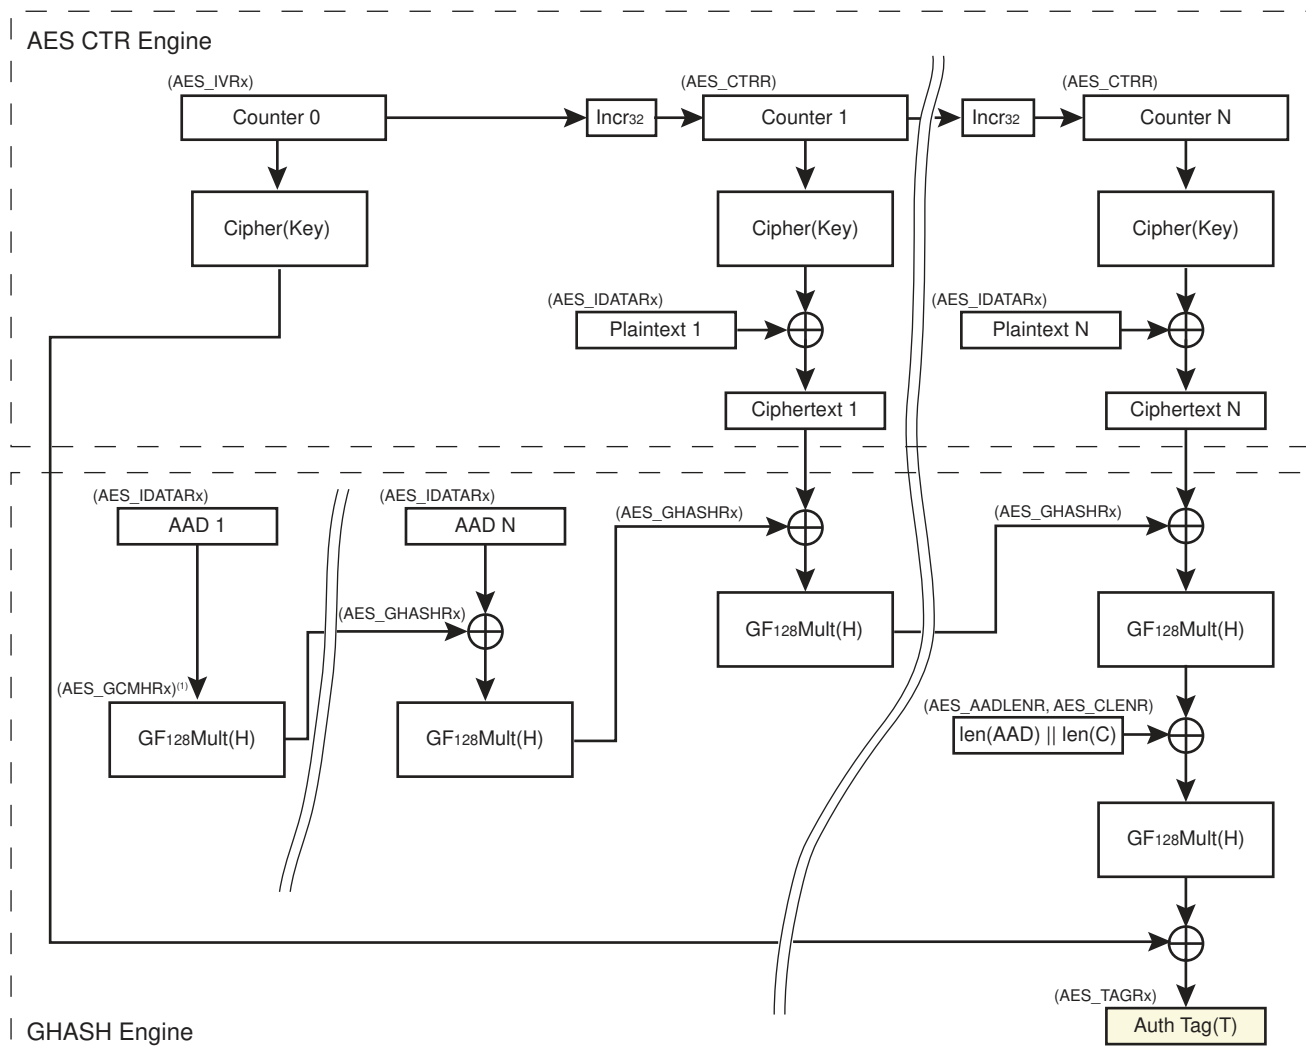 AES CTR Engine
(AES_IVRx)
(AES_CTRR)
(AES_CTRR)
Counter 0
Incr32
Counter 1
Incr32
Counter N
Cipher(Key)
Cipher(Key)
Cipher(Key)
(AES_IDATARx)
(AES_IDATARx)
Plaintext 1
Plaintext N
Ciphertext 1
Ciphertext N
(AES_IDATARx)
(AES_IDATARx)
AAD 1
AAD N
(AES_GHASHRx)
(AES_GHASHRx)
(AES_GHASHRx)
GF128Mult(H)
GF128Mult(H)
(AES_GCMHRx)(1)
GF128Mult(H)
GF128Mult(H)
(AES_AADLENR, AES_CLENR)
len(AAD) || len(C)
GF128Mult(H)
(AES_TAGRx)
Auth Tag(T)
GHASH Engine